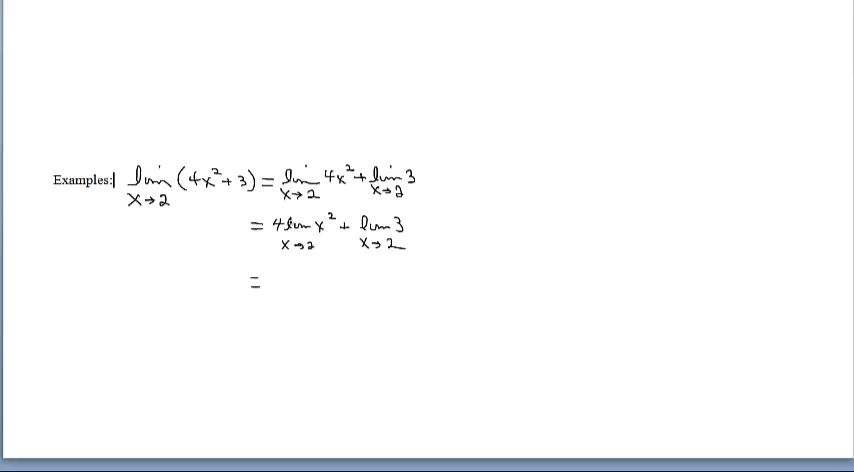 Examples: lim x→2 (4x²+3) = lim x→2 4x² + lim x→2 3
= 4 lim x→2 x² + lim x→2 3
=